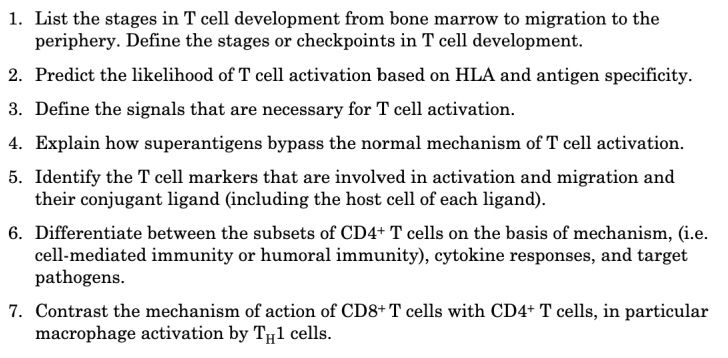 1. List the stages in T cell development from bone marrow to migration to the
periphery. Define the stages or checkpoints in T cell development.
2. Predict the likelihood of T cell activation based on HLA and antigen specificity.
3. Define the signals that are necessary for T cell activation.
4. Explain how superantigens bypass the normal mechanism of T cell activation.
5. Identify the T cell markers that are involved in activation and migration and
their conjugant ligand (including the host cell of each ligand).
6. Differentiate between the subsets of CD4⁺ T cells on the basis of mechanism, (i.e.
cell-mediated immunity or humoral immunity), cytokine responses, and target
pathogens.
7. Contrast the mechanism of action of CD8⁺ T cells with CD4⁺ T cells, in particular
macrophage activation by T_H1 cells.